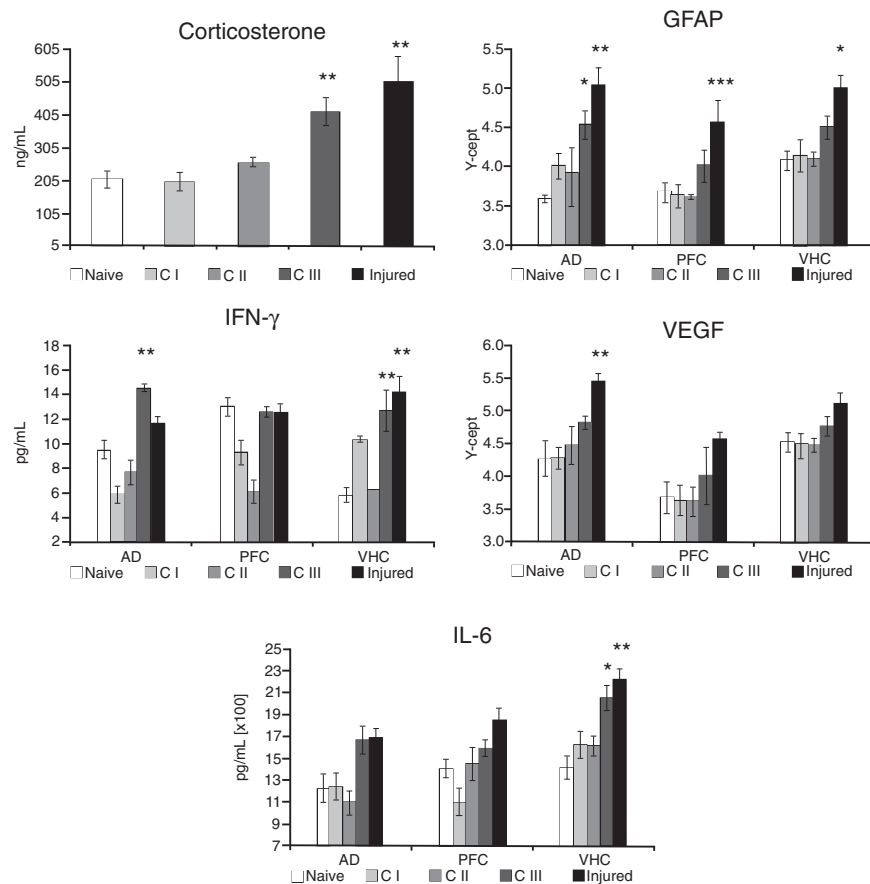 Corticosterone
** **
605
505
405
305
205
105
5
ng/mL
Naive C I C II C III Injured
GFAP
* ** *** *
5.5
5.0
4.5
4.0
3.5
3.0
Y-cept
AD PFC VHC
Naive C I C II C III Injured
IFN-γ
** ** **
18
16
14
12
10
8
6
4
2
pg/mL
AD PFC VHC
Naive C I C II C III Injured
VEGF
**
6.0
5.5
5.0
4.5
4.0
3.5
3.0
Y-cept
AD PFC VHC
Naive C I C II C III Injured
IL-6
* **
25
23
21
19
17
15
13
11
9
7
pg/mL [x100]
AD PFC VHC
Naive C I C II C III Injured